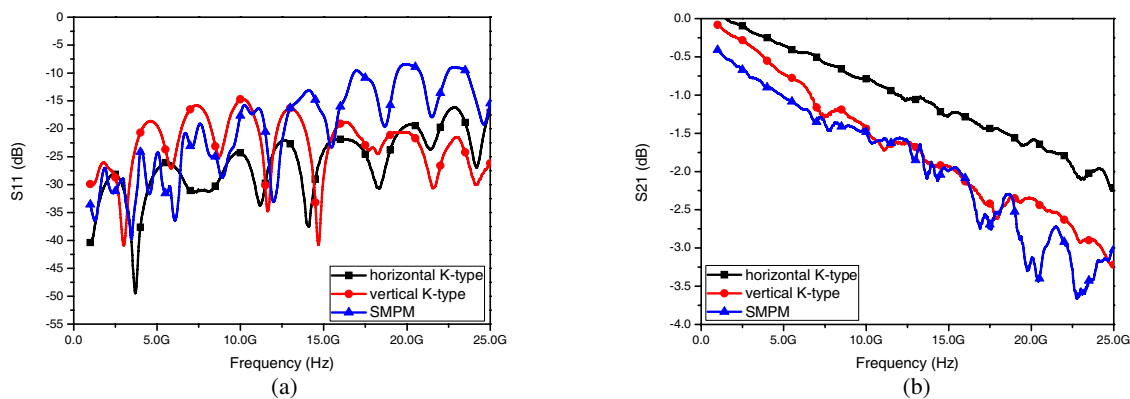 0
-5
-10
-15
-20
-25
-30
-35
-40
-45
-50
-55
S11 (dB)
horizontal K-type
vertical K-type
SMPM
0.0 5.0G 10.0G 15.0G 20.0G 25.0G
Frequency (Hz)
(a)
0.0
-0.5
-1.0
-1.5
-2.0
-2.5
-3.0
-3.5
-4.0
S21 (dB)
horizontal K-type
vertical K-type
SMPM
0.0 5.0G 10.0G 15.0G 20.0G 25.0G
Frequency (Hz)
(b)